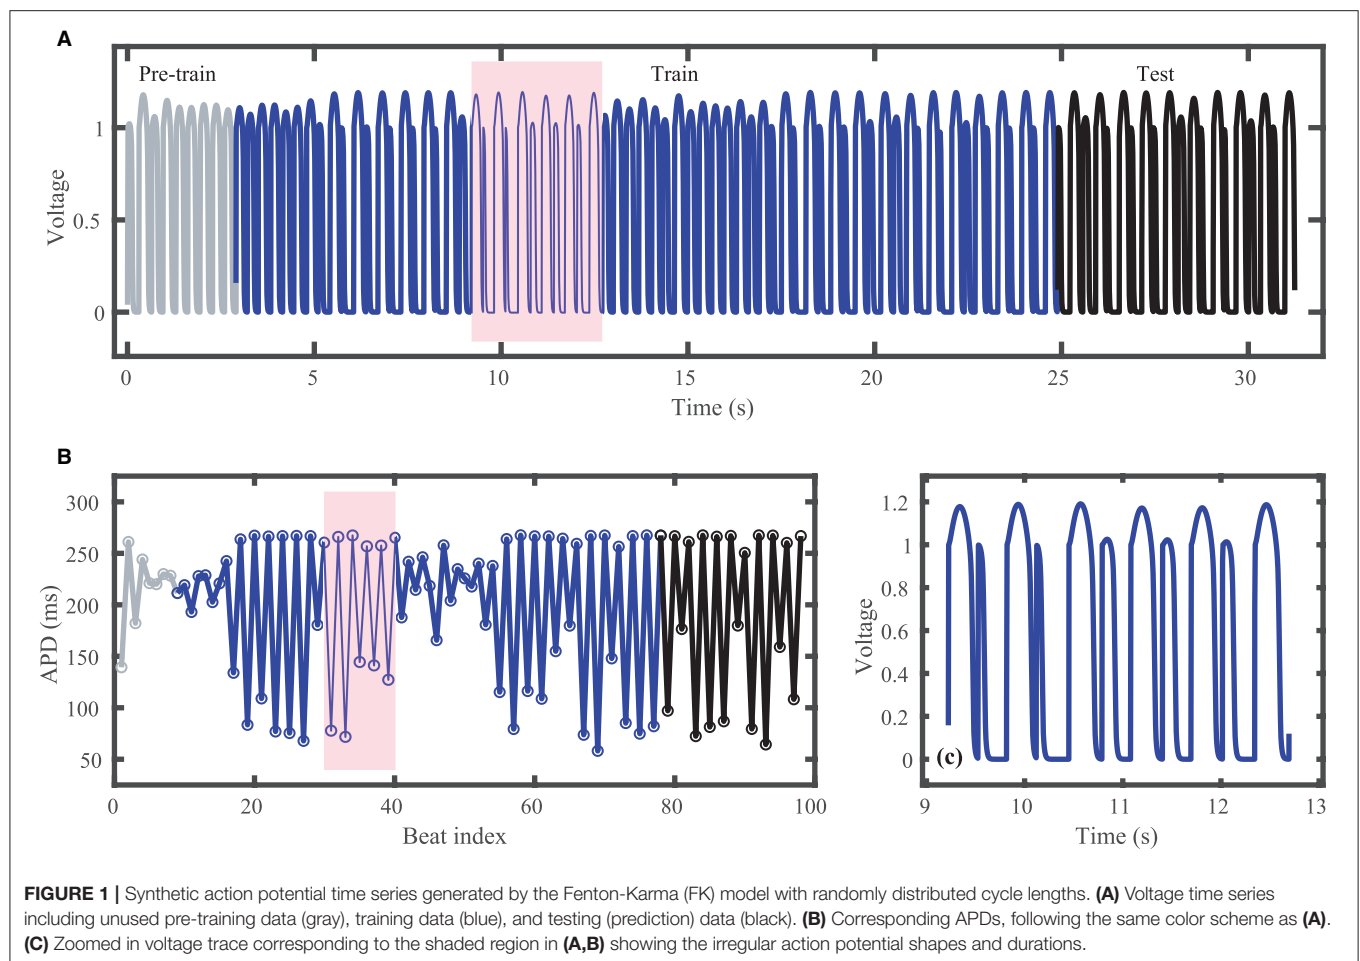 A
Pre-train
Train
Test
1
0.5
0
Voltage
0
5
10
15
20
25
30
Time (s)
B
300
250
200
150
100
50
APD (ms)
0
20
40
60
80
100
Beat index
1.2
1
0.8
0.6
0.4
0.2
0
Voltage
(c)
9
10
11
12
13
Time (s)
FIGURE 1 | Synthetic action potential time series generated by the Fenton-Karma (FK) model with randomly distributed cycle lengths. (A) Voltage time series
including unused pre-training data (gray), training data (blue), and testing (prediction) data (black). (B) Corresponding APDs, following the same color scheme as (A).
(C) Zoomed in voltage trace corresponding to the shaded region in (A,B) showing the irregular action potential shapes and durations.